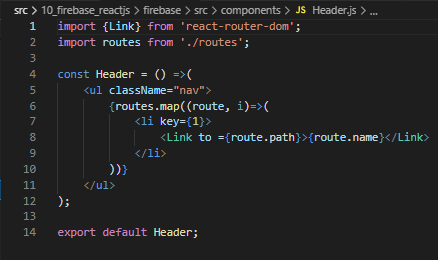 src > 10_firebase_reactjs > firebase > src > components > JS Header.js > ...
1 import {Link} from 'react-router-dom';
2 import routes from './routes';
3
4 const Header = () =>(
5     <ul className="nav">
6         {routes.map((route, i)=>(
7             <li key={1}>
8                 <Link to ={route.path}>{route.name}</Link>
9             </li>
10         ))}
11     </ul>
12 );
13
14 export default Header;